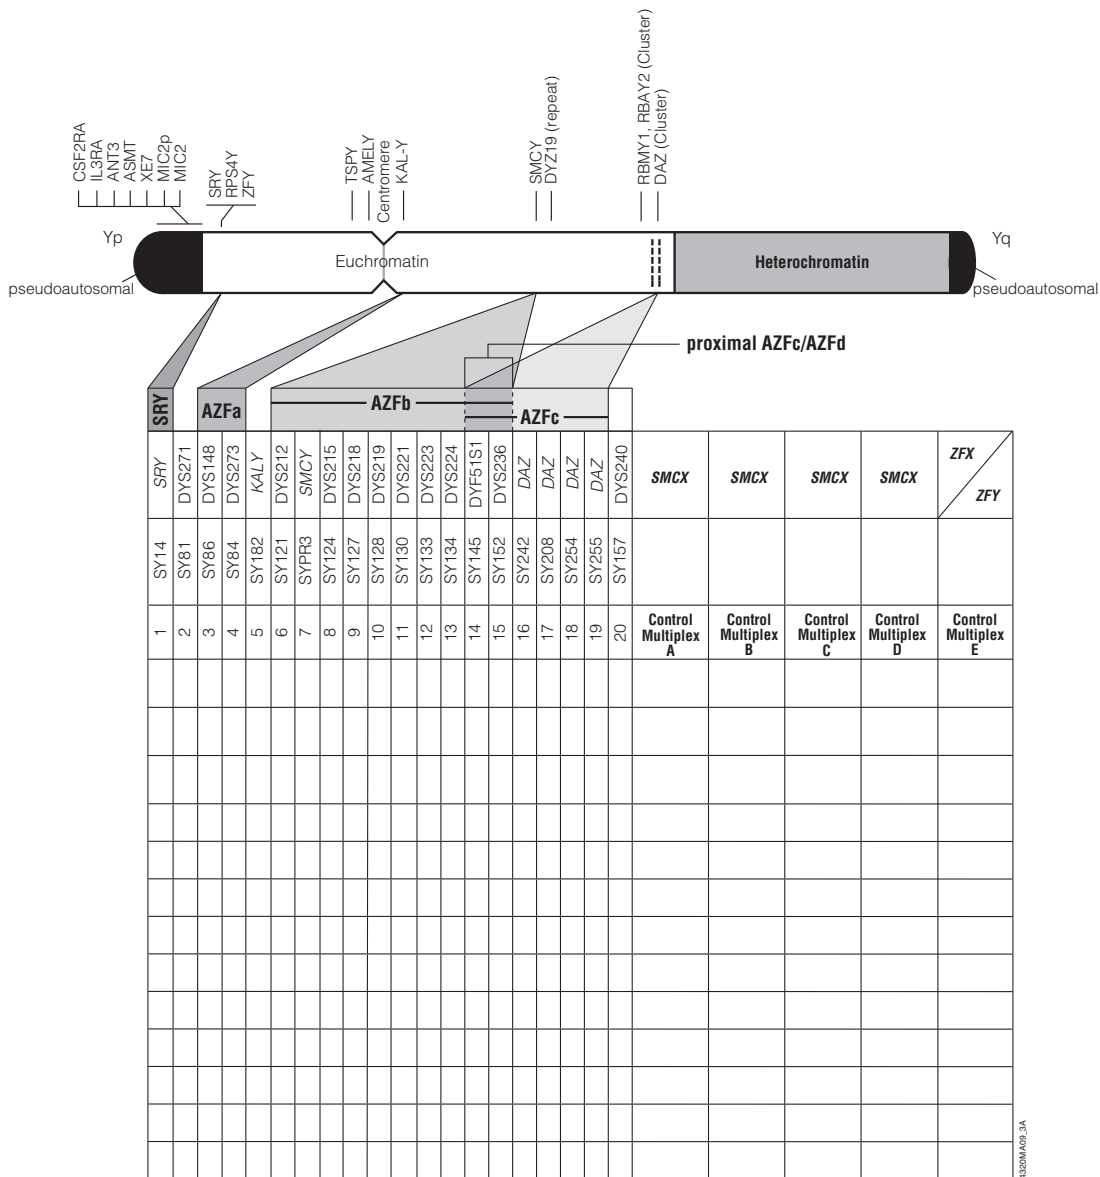 CSF2RA
IL3RA
ANT3
ASMT
XE7
MIC2p
MIC2
SRY
RPS4Y
ZFY
TSPY
AMELY
Centromere
KAL-Y
SMCY
DYZ19 (repeat)
RBMY1, RBAY2 (Cluster)
DAZ (Cluster)
Yp
Yq
Euchromatin
Heterochromatin
pseudoautosomal
pseudoautosomal
proximal AZFc/AZFd
SRY
AZFa
AZFb
AZFc
SRY
DYS271
DYS148
DYS273
KALY
DYS212
SMCY
DYS215
DYS218
DYS219
DYS221
DYS223
DYS224
DYF51S1
DYS236
DAZ
DAZ
DAZ
DAZ
DYS240
SMCX
SMCX
SMCX
SMCX
ZFX
ZFY
SY14
SY81
SY86
SY84
SY182
SY121
SYPR3
SY124
SY127
SY128
SY130
SY133
SY134
SY145
SY152
SY242
SY208
SY254
SY255
SY157
1
2
3
4
5
6
7
8
9
10
11
12
13
14
15
16
17
18
19
20
Control
Multiplex
A
Control
Multiplex
B
Control
Multiplex
C
Control
Multiplex
D
Control
Multiplex
E
4320MA09_3A